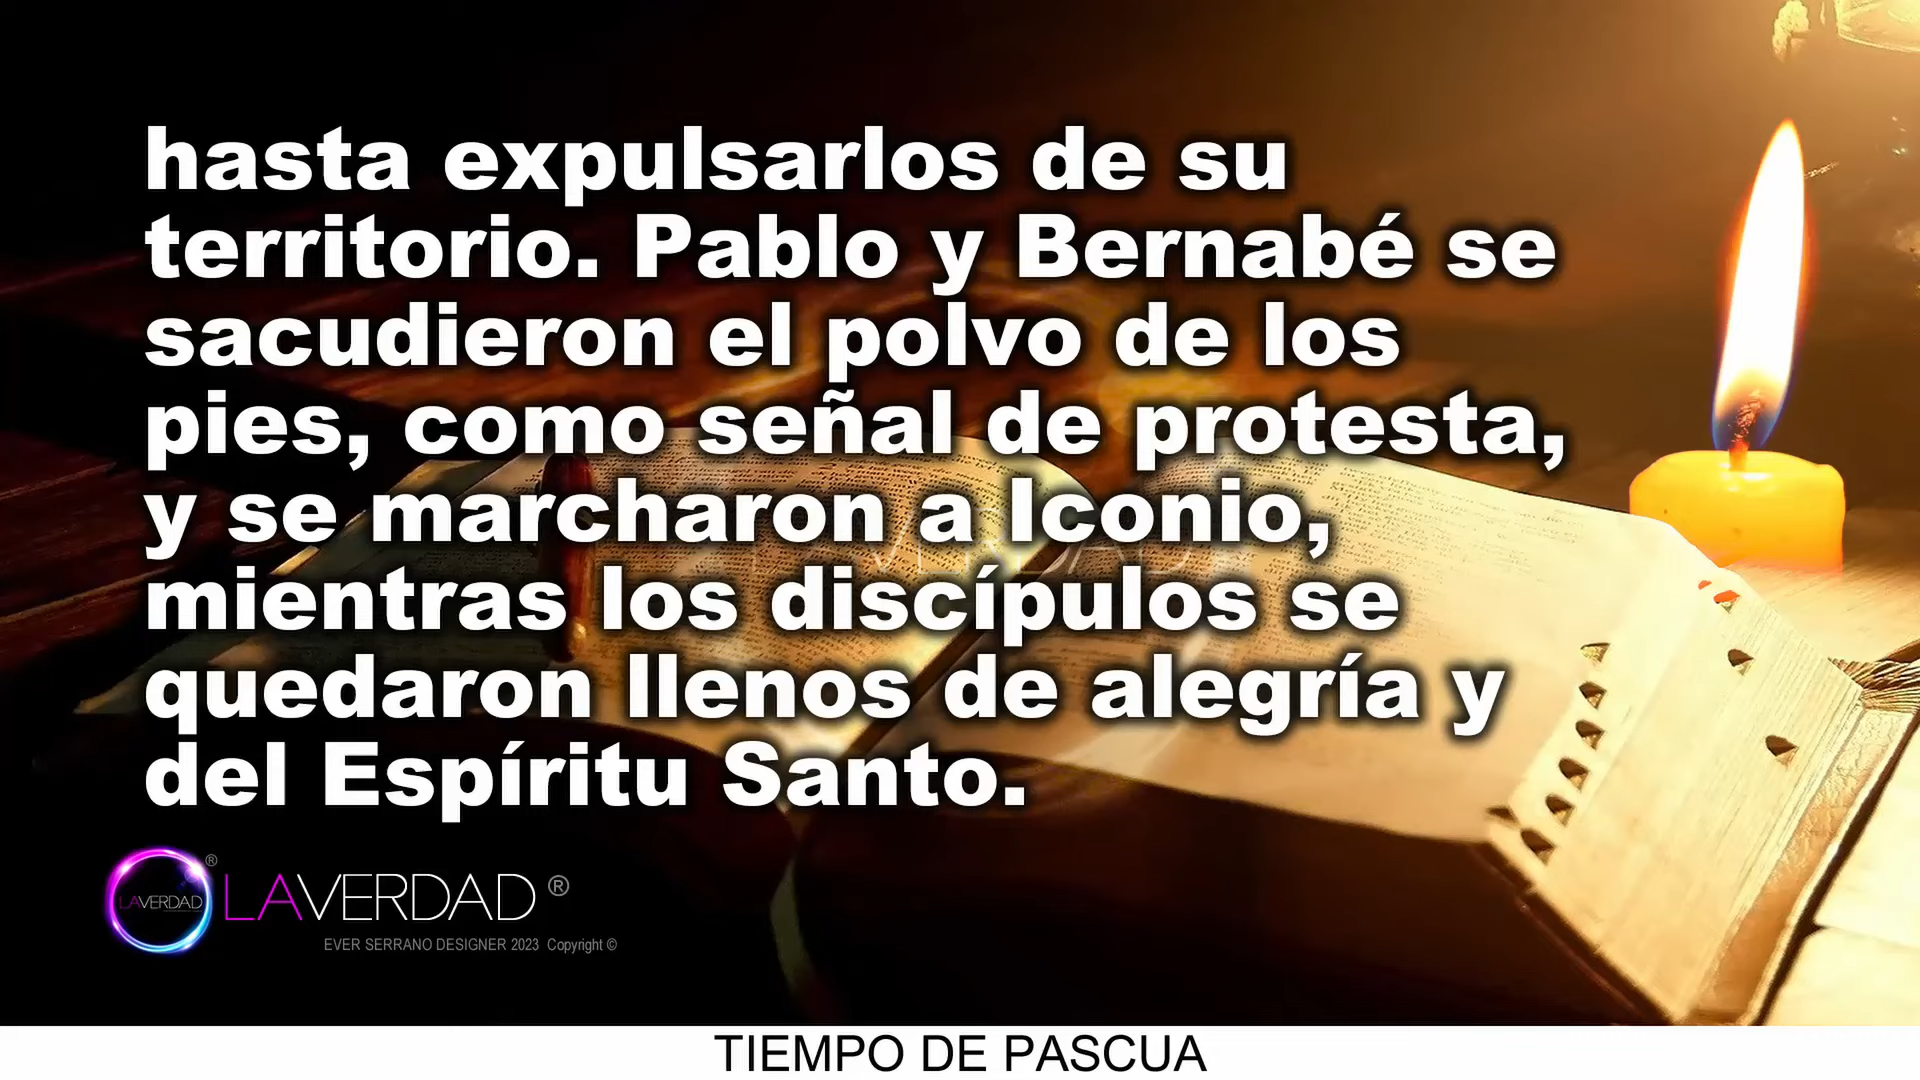 hasta expulsarlos de su
territorio. Pablo y Bernabé se
sacudieron el polvo de los
pies, como señal de protesta,
y se marcharon a Iconio,
mientras los discípulos se
quedaron llenos de alegría y
del Espíritu Santo.
LAVERDAD ®
LAVERDAD ®
EVER SERRANO DESIGNER 2023 Copyright ©
TIEMPO DE PASCUA